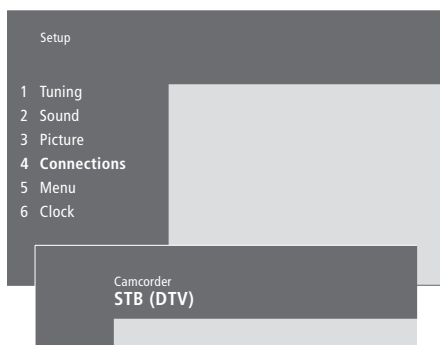 Setup
1 Tuning
2 Sound
3 Picture
4 Connections
5 Menu
6 Clock
Camcorder
STB (DTV)